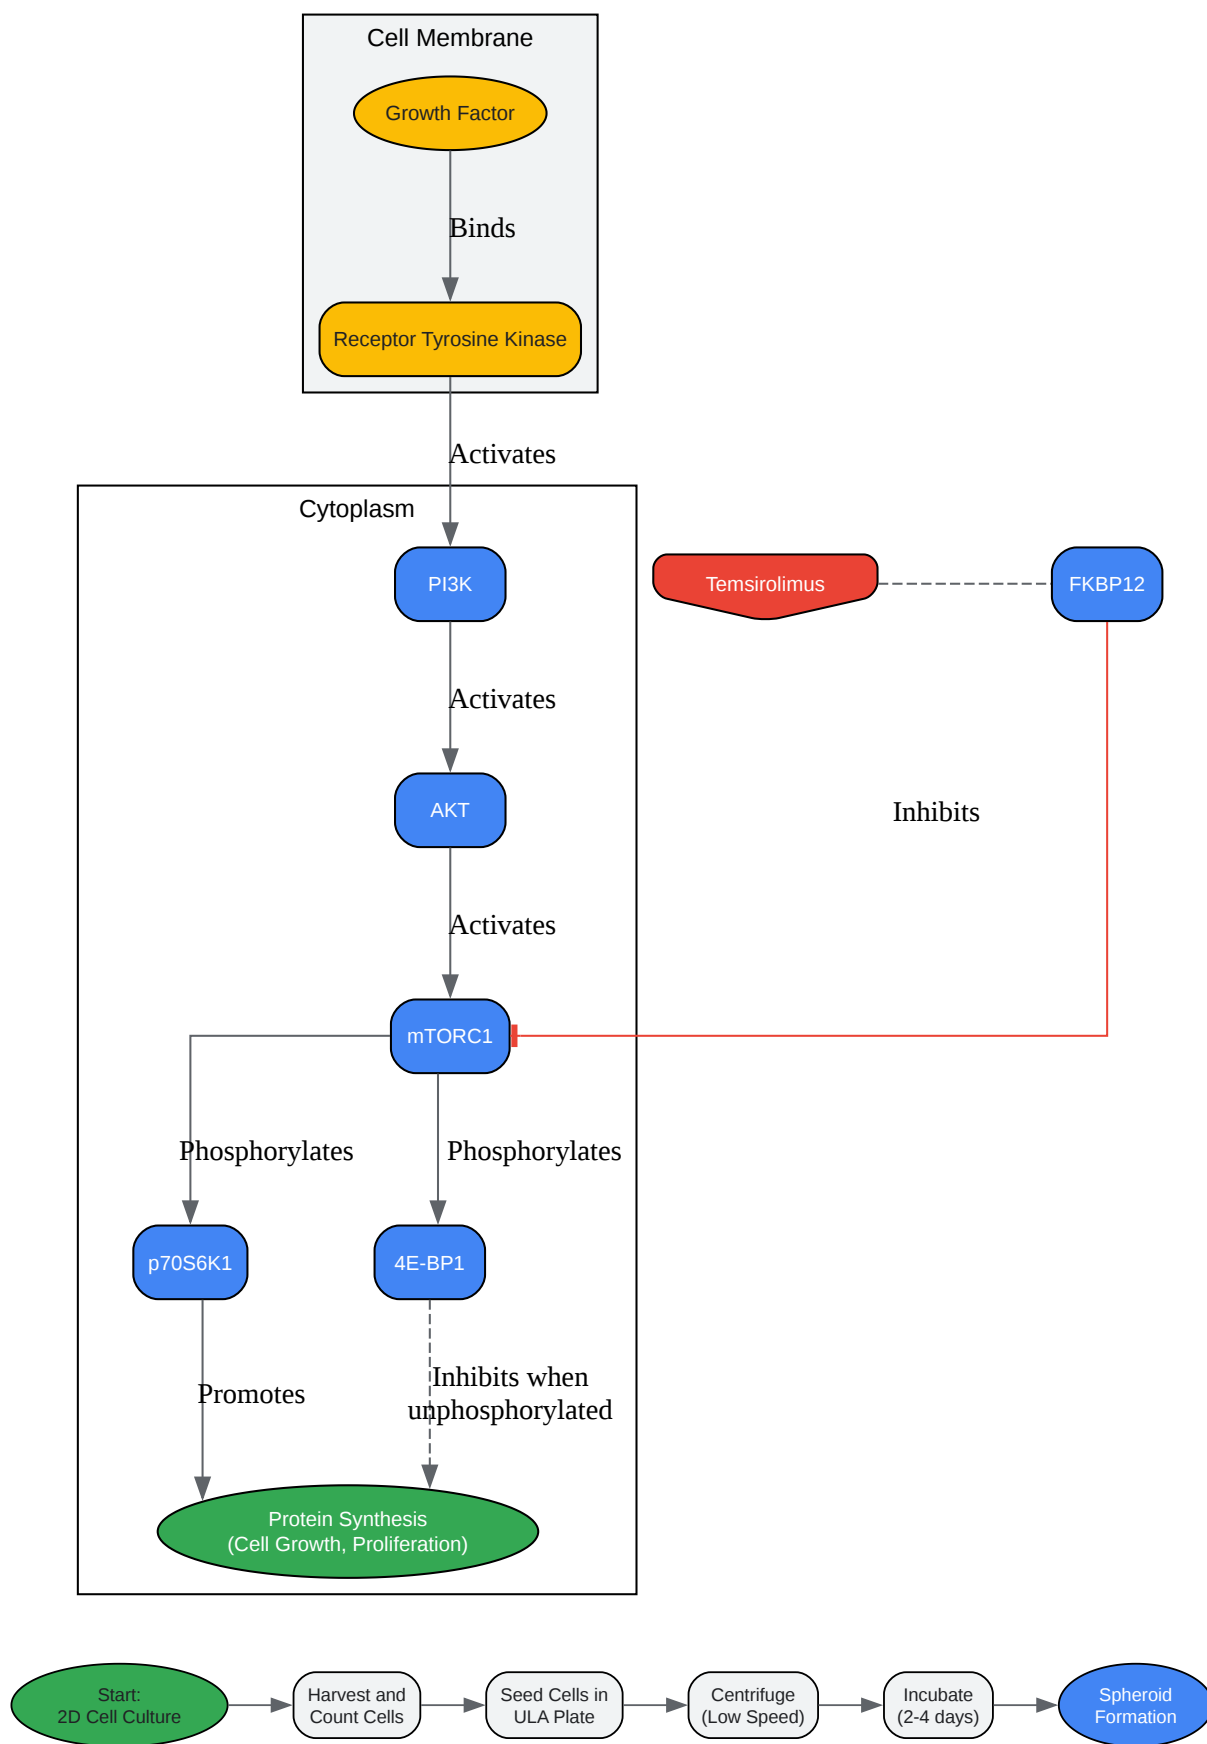 Cell Membrane
Growth Factor
Binds
Receptor Tyrosine Kinase
Activates
Cytoplasm
PI3K
Temsirolimus
FKBP12
Activates
AKT
Inhibits
Activates
mTORC1
Phosphorylates
Phosphorylates
p70S6K1
4E-BP1
Promotes
Inhibits when
unphosphorylated
Protein Synthesis
(Cell Growth, Proliferation)
Start:
2D Cell Culture
Harvest and
Count Cells
Seed Cells in
ULA Plate
Centrifuge
(Low Speed)
Incubate
(2-4 days)
Spheroid
Formation